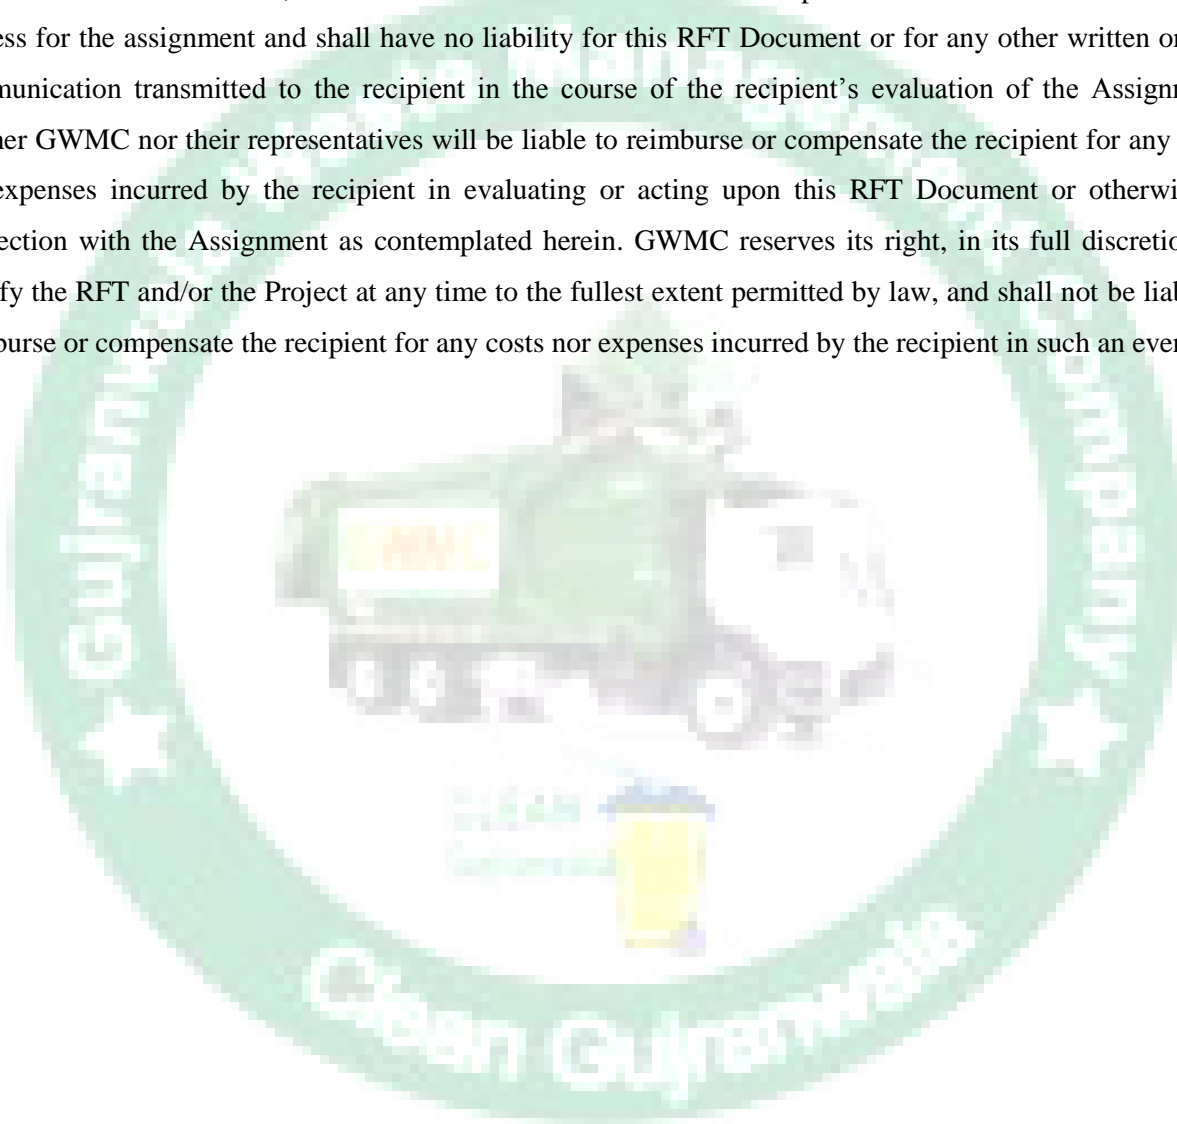 ess for the assignment and shall have no liability for this RFT Document or for any other written or
munication transmitted to the recipient in the course of the recipient’s evaluation of the Assignm
her GWMC nor their representatives will be liable to reimburse or compensate the recipient for any
expenses incurred by the recipient in evaluating or acting upon this RFT Document or otherwi
ection with the Assignment as contemplated herein. GWMC reserves its right, in its full discretio
fy the RFT and/or the Project at any time to the fullest extent permitted by law, and shall not be liab
burse or compensate the recipient for any costs nor expenses incurred by the recipient in such an even
Gujranwala Waste Management Company
CLEAN
Clean Gujranwala